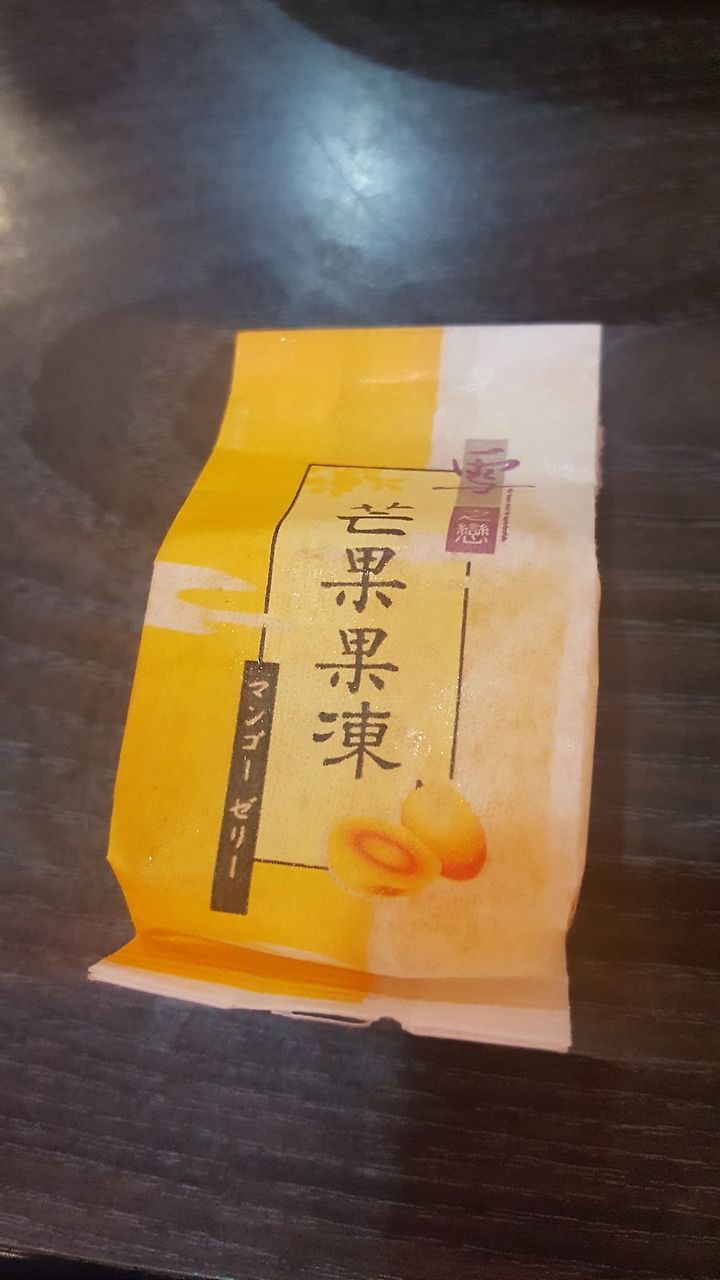 雪
之戀
芒果果凍
マンゴー ゼリー